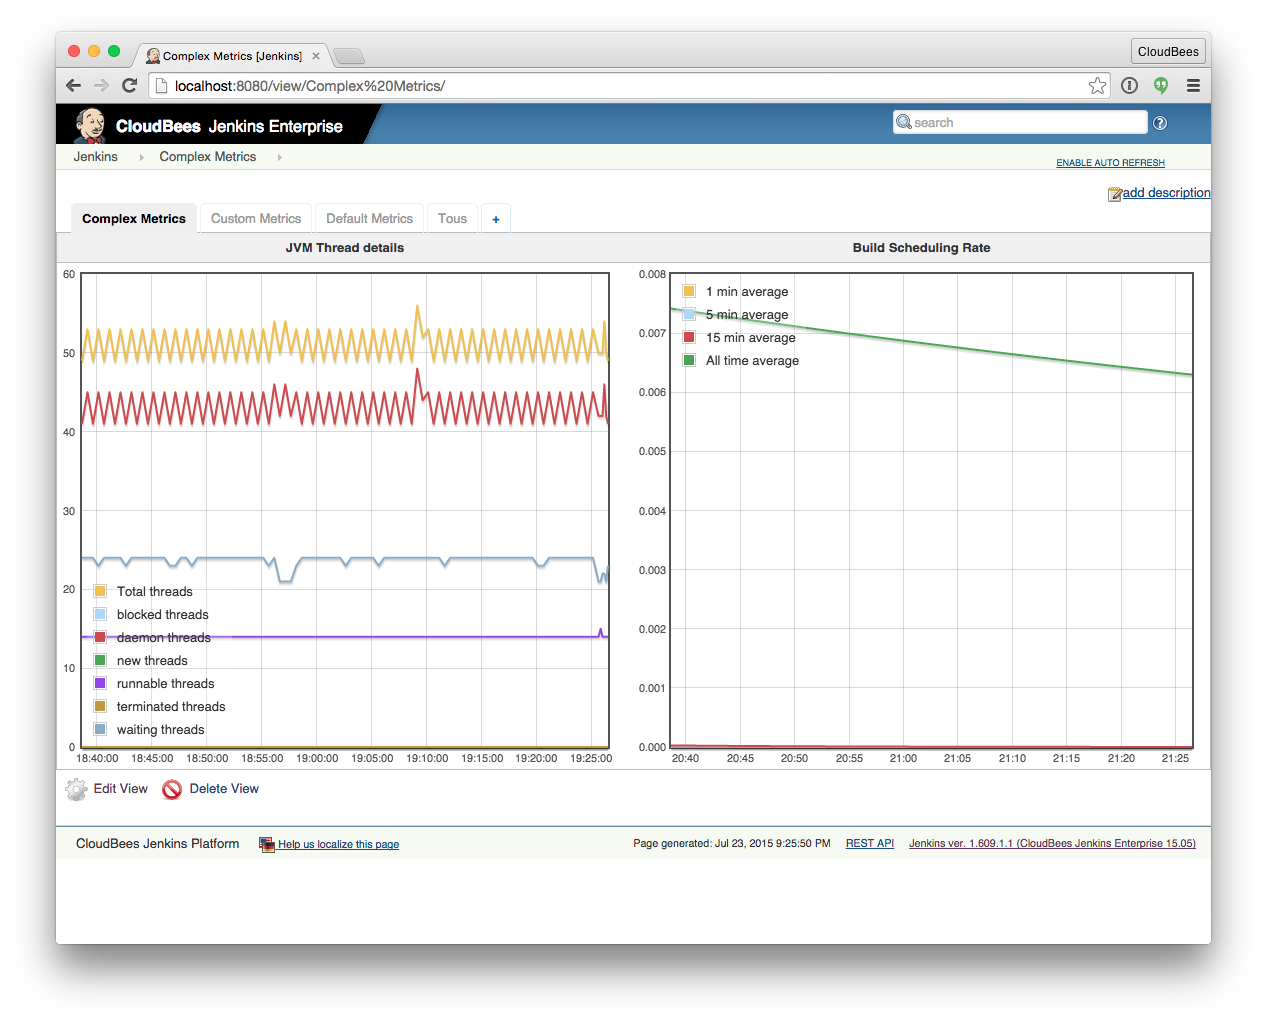 Complex Metrics [Jenkins]
CloudBees
localhost:8080/view/Complex%20Metrics/
CloudBees Jenkins Enterprise
search
Jenkins Complex Metrics
ENABLE AUTO REFRESH
add description
Complex Metrics Custom Metrics Default Metrics Tous +
JVM Thread details
60
50
40
30
20
10
0
Total threads
blocked threads
daemon threads
new threads
runnable threads
terminated threads
waiting threads
18:40:00 18:45:00 18:50:00 18:55:00 19:00:00 19:05:00 19:10:00 19:15:00 19:20:00 19:25:00
Build Scheduling Rate
0.008
0.007
0.006
0.005
0.004
0.003
0.002
0.001
0.000
1 min average
5 min average
15 min average
All time average
20:40 20:45 20:50 20:55 21:00 21:05 21:10 21:15 21:20 21:25
Edit View Delete View
CloudBees Jenkins Platform Help us localize this page Page generated: Jul 23, 2015 9:25:50 PM REST API Jenkins ver. 1.609.1.1 (CloudBees Jenkins Enterprise 15.05)